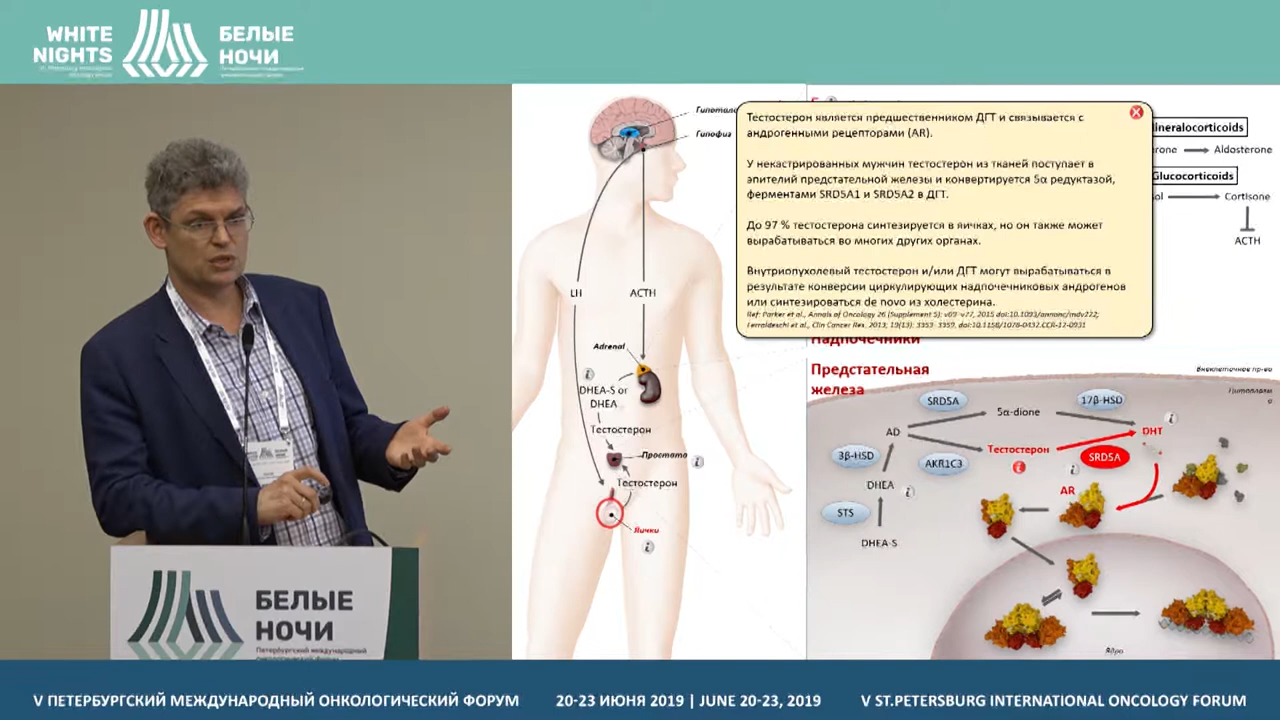 WHITE
NIGHTS
БЕЛЫЕ
НОЧИ
Гипофиз
LH
ACTH
Adrenal
DHEA-S or
DHEA
Тестостерон
Простата
Тестостерон
Яички
Тестостерон является предшественником ДГТ и связывается с
андрогенными рецепторами (AR).
У некастрированных мужчин тестостерон из тканей поступает в
эпителий предстательной железы и конвертируется 5α редуктазой,
ферментами SRD5A1 и SRD5A2 в ДГТ.
До 97 % тестостерона синтезируется в яичках, но он также может
вырабатываться во многих других органах.
Внутриопухолевый тестостерон и/или ДГТ могут вырабатываться в
результате конверсии циркулирующих надпочечниковых андрогенов
или синтезироваться de novo из холестерина.
Ref: Parker et al., Annals of Oncology 26 (Supplement 5): v69–v77, 2015 doi:10.1093/annonc/mdv222;
Ferraldeschi et al., Clin Cancer Res. 2013; 19(13): 3353–3359, doi:10.1158/1078-0432.CCR-12-0931
ineralocorticoids
rone
Aldosterone
Glucocorticoids
ol
Cortisone
ACTH
Надпочечники
Предстательная
железа
Внеклеточное пр-во
SRD5A
5α-dione
17β-HSD
AD
DHT
3β-HSD
Тестостерон
AKR1C3
SRD5A
DHEA
AR
STS
DHEA-S
Ядро
БЕЛЫЕ
НОЧИ
Петербургский международный
онкологический форум
V ПЕТЕРБУРГСКИЙ МЕЖДУНАРОДНЫЙ ОНКОЛОГИЧЕСКИЙ ФОРУМ
20-23 ИЮНЯ 2019 | JUNE 20-23, 2019
V ST.PETERSBURG INTERNATIONAL ONCOLOGY FORUM